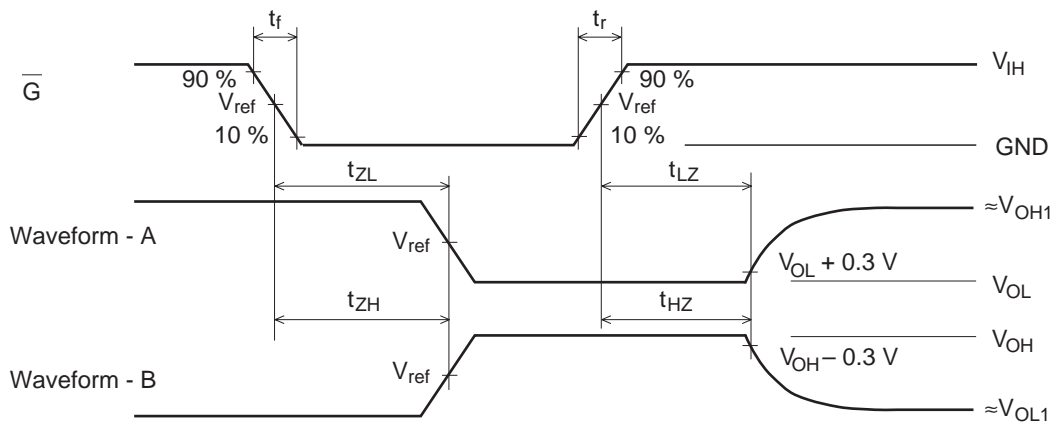 t_f
t_r
G̅
90 %
V_ref
10 %
90 %
V_ref
10 %
V_IH
GND
t_ZL
t_LZ
Waveform - A
V_ref
V_OL + 0.3 V
≈V_OH1
V_OL
t_ZH
t_HZ
Waveform - B
V_ref
V_OH – 0.3 V
V_OH
≈V_OL1